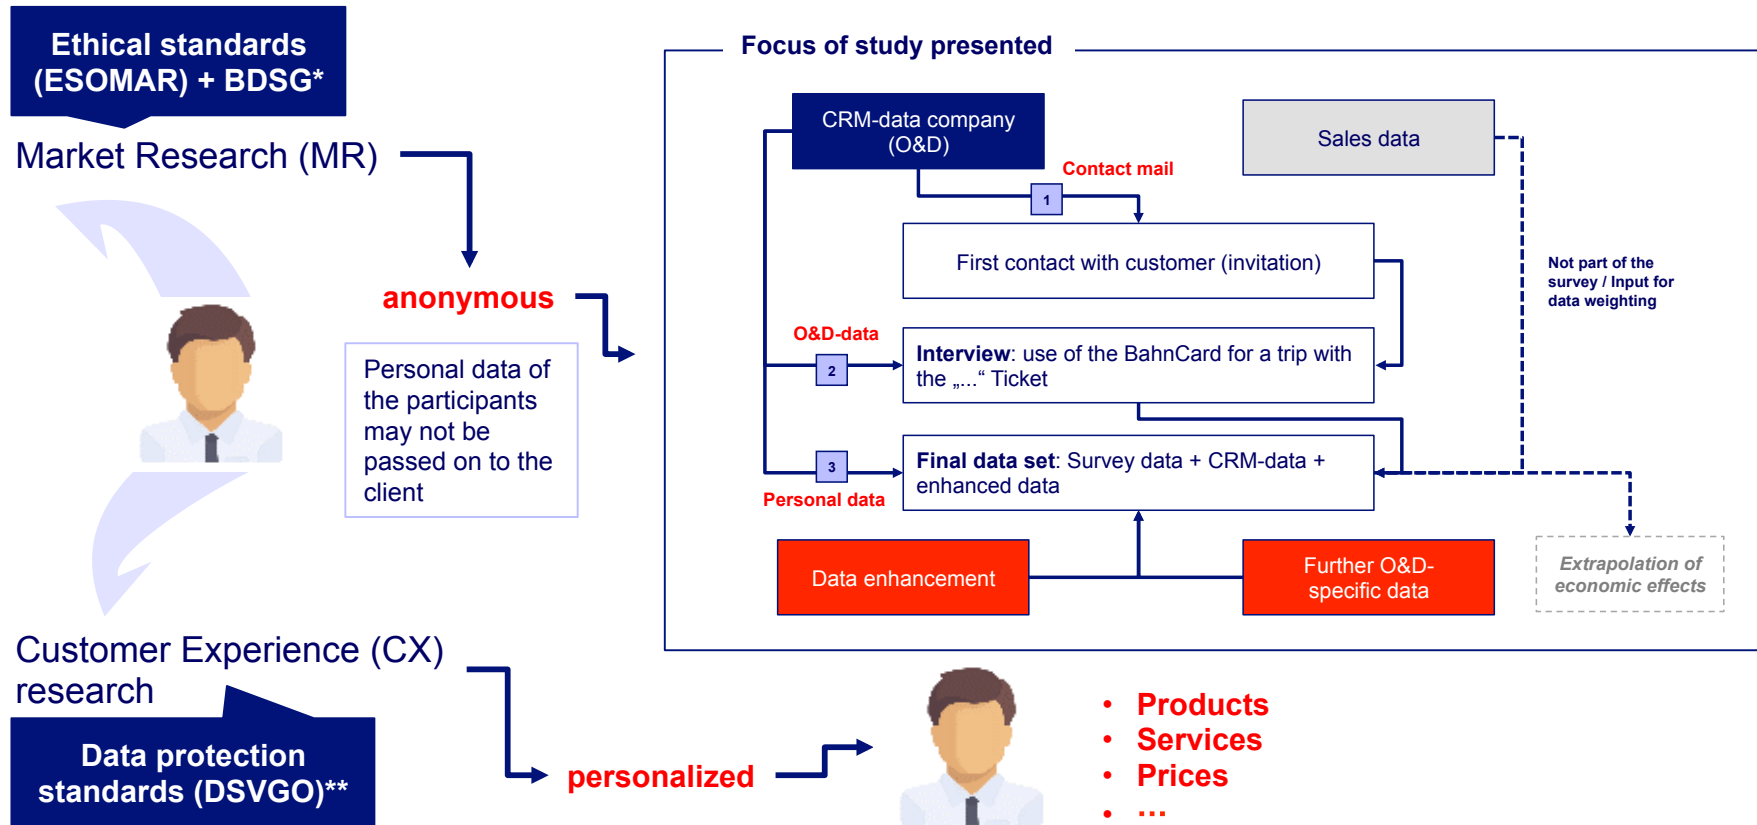 Ethical standards
(ESOMAR) + BDSG*
Market Research (MR)
anonymous
Personal data of
the participants
may not be
passed on to the
client
Customer Experience (CX)
research
Data protection
standards (DSVGO)**
personalized
• Products
• Services
• Prices
• ...
Focus of study presented
CRM-data company
(O&D)
Sales data
Contact mail
1
First contact with customer (invitation)
Not part of the
survey / Input for
data weighting
O&D-data
2
Interview: use of the BahnCard for a trip with
the „...“ Ticket
3
Personal data
Final data set: Survey data + CRM-data +
enhanced data
Data enhancement
Further O&D-
specific data
Extrapolation of
economic effects